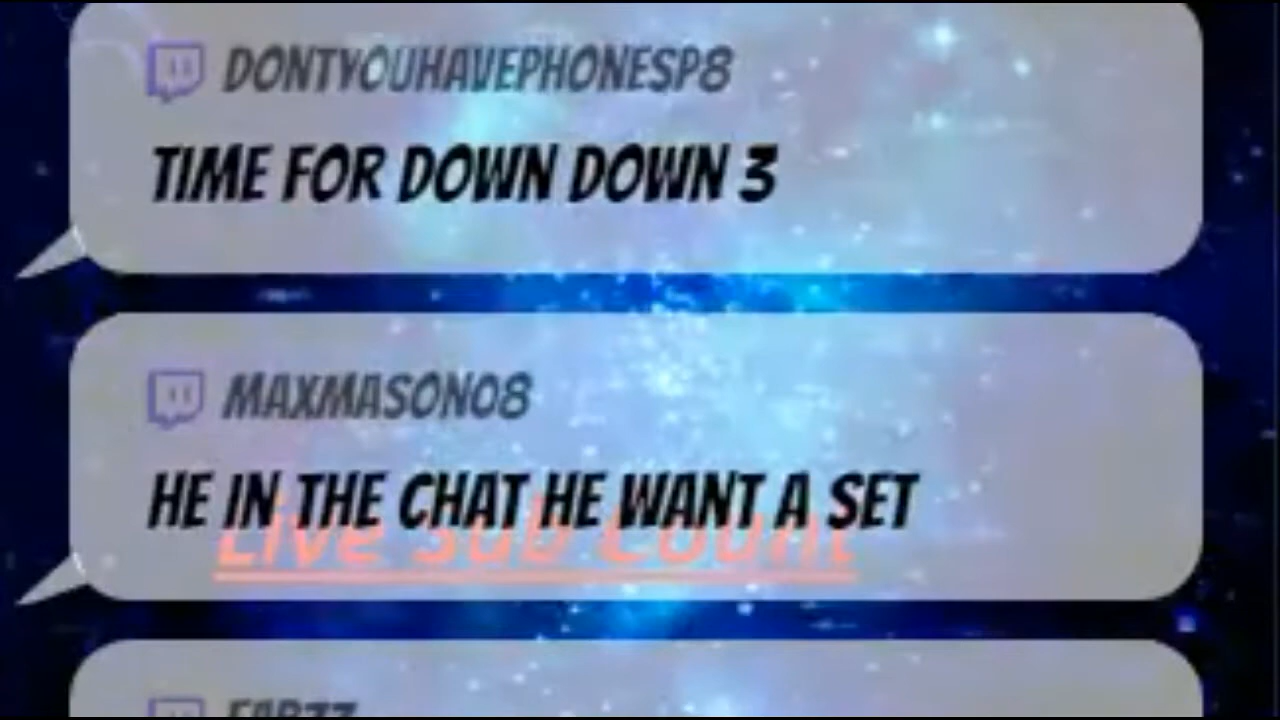 DONTYOUHAVEPHONESP8
TIME FOR DOWN DOWN 3
MAXMASON08
HE IN THE CHAT HE WANT A SET
Live Sub Count